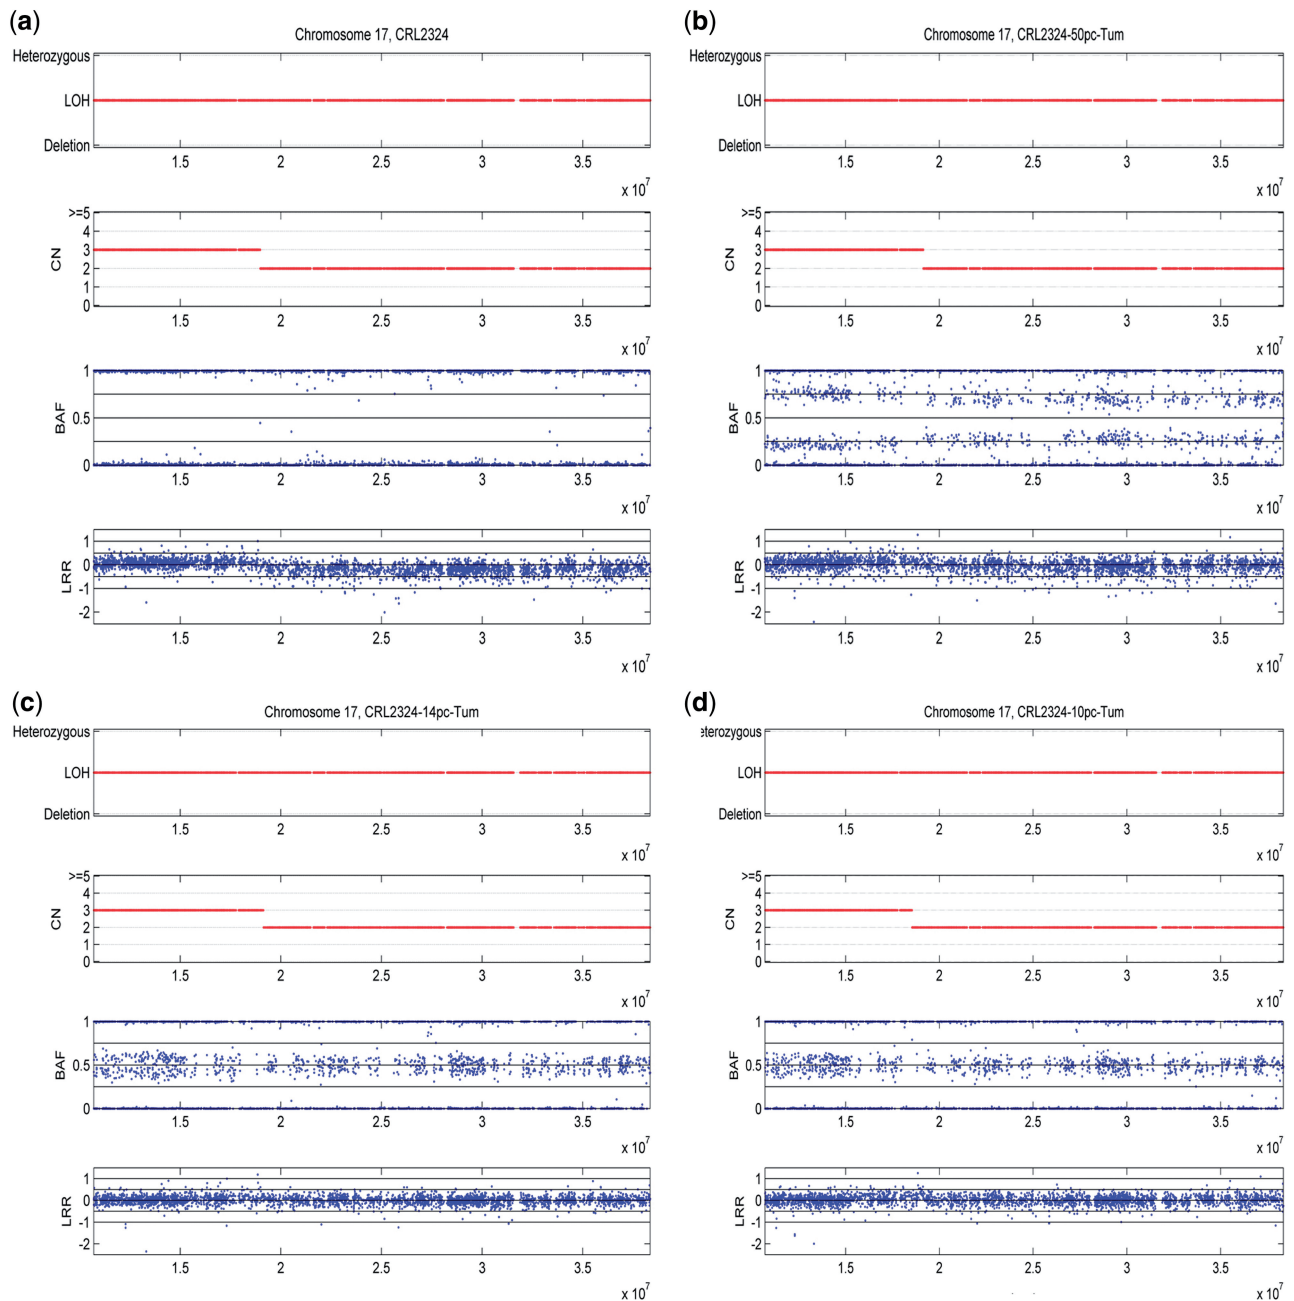 (a)
Chromosome 17, CRL2324
Heterozygous
LOH
Deletion
1.5 2 2.5 3 3.5
x 10^7
CN
>=5
4
3
2
1
0
1.5 2 2.5 3 3.5
x 10^7
BAF
1
0.5
0
1.5 2 2.5 3 3.5
x 10^7
LRR
1
0
-1
-2
1.5 2 2.5 3 3.5
x 10^7
(b)
Chromosome 17, CRL2324-50pc-Tum
Heterozygous
LOH
Deletion
1.5 2 2.5 3 3.5
x 10^7
CN
>=5
4
3
2
1
0
1.5 2 2.5 3 3.5
x 10^7
BAF
1
0.5
0
1.5 2 2.5 3 3.5
x 10^7
LRR
1
0
-1
-2
1.5 2 2.5 3 3.5
x 10^7
(c)
Chromosome 17, CRL2324-14pc-Tum
Heterozygous
LOH
Deletion
1.5 2 2.5 3 3.5
x 10^7
CN
>=5
4
3
2
1
0
1.5 2 2.5 3 3.5
x 10^7
BAF
1
0.5
0
1.5 2 2.5 3 3.5
x 10^7
LRR
1
0
-1
-2
1.5 2 2.5 3 3.5
x 10^7
(d)
Chromosome 17, CRL2324-10pc-Tum
eterozygous
LOH
Deletion
1.5 2 2.5 3 3.5
x 10^7
CN
>=5
4
3
2
1
0
1.5 2 2.5 3 3.5
x 10^7
BAF
1
0.5
0
1.5 2 2.5 3 3.5
x 10^7
LRR
1
0
-1
-2
1.5 2 2.5 3 3.5
x 10^7